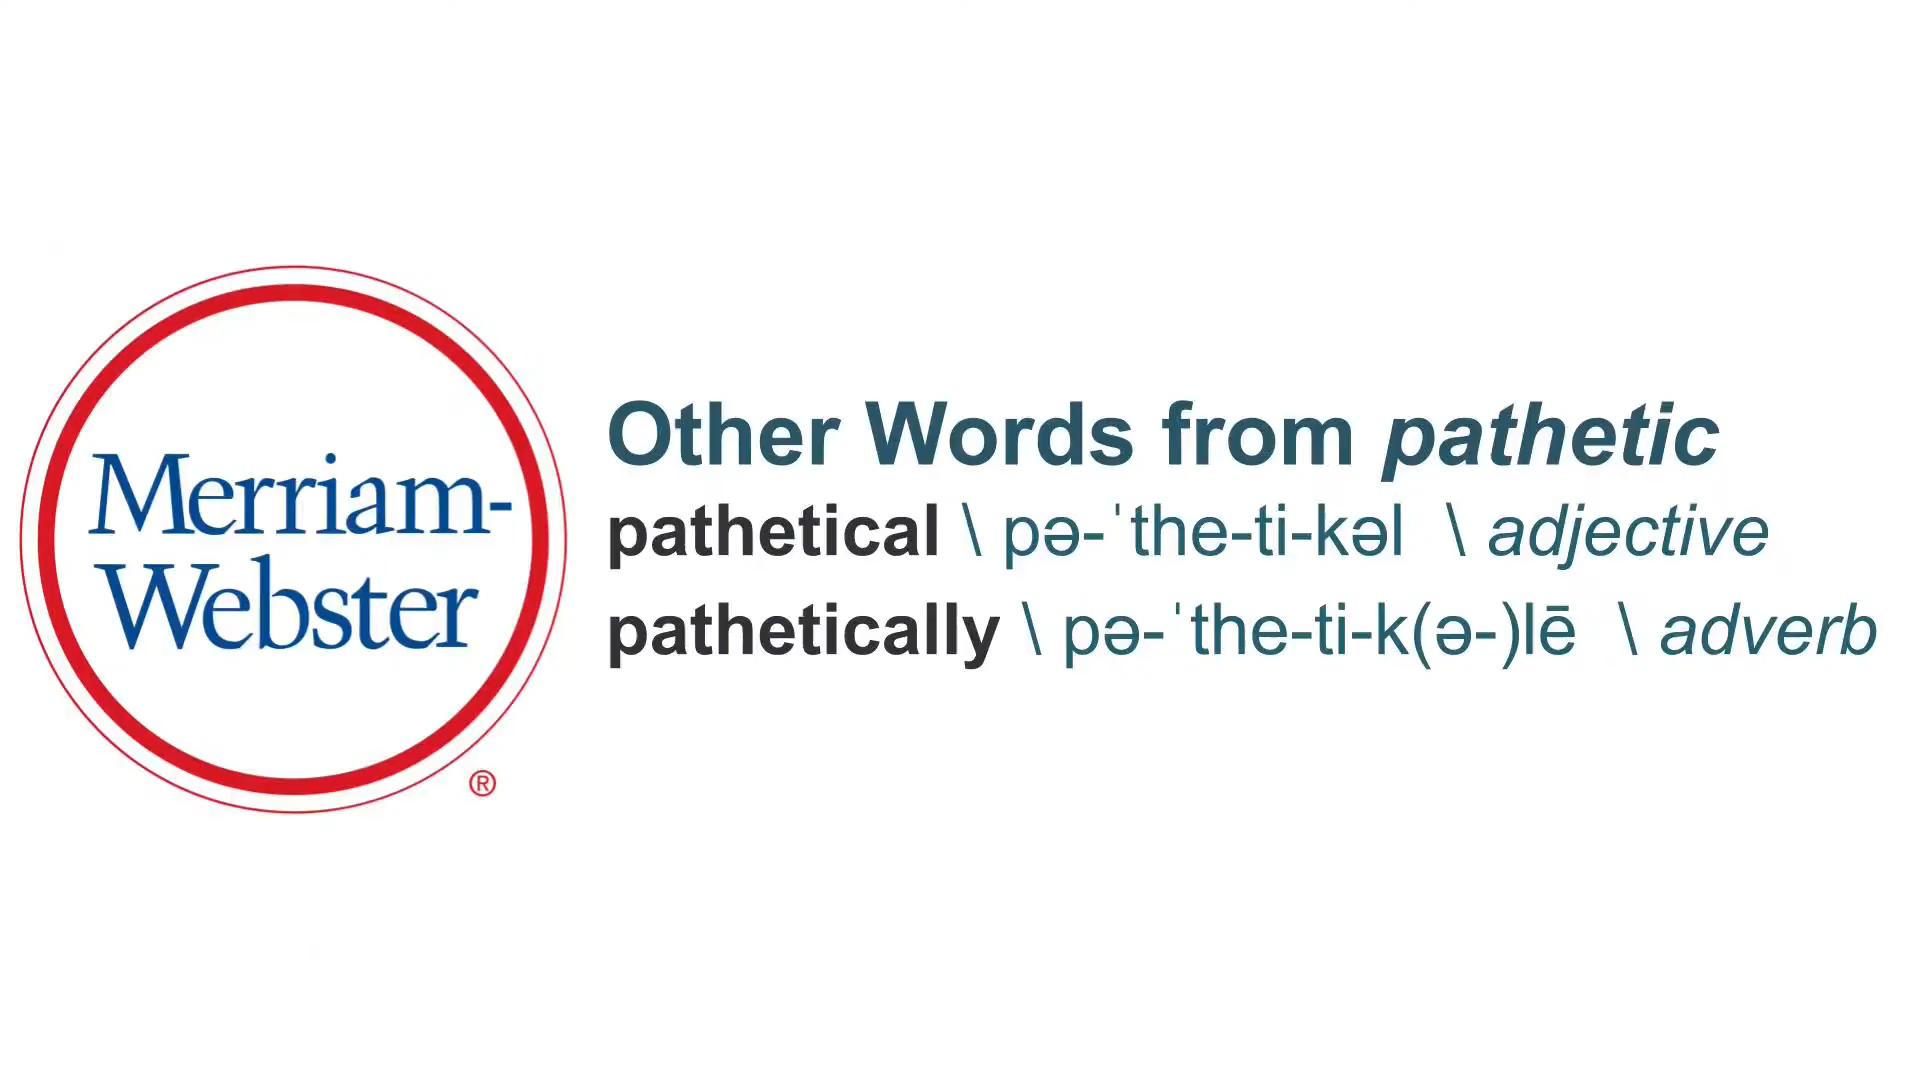 Merriam-
Webster
®
Other Words from pathetic
pathetical \ pə-ˈthe-ti-kəl \ adjective
pathetically \ pə-ˈthe-ti-k(ə-)lē \ adverb